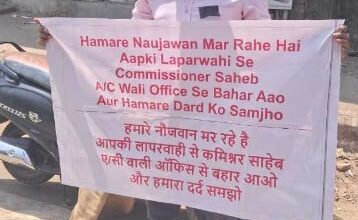 Hamare Naujawan Mar Rahe Hai
Aapki Laparwahi Se
Commissioner Saheb
A/C Wali Office Se Bahar Aao
Aur Hamare Dard Ko Samjho
हमारे नौजवान मर रहे है
आपकी लापरवाही से कमिश्नर साहेब
ए/सी वाली ऑफिस से बहार आओ
और हमारा दर्द समझो